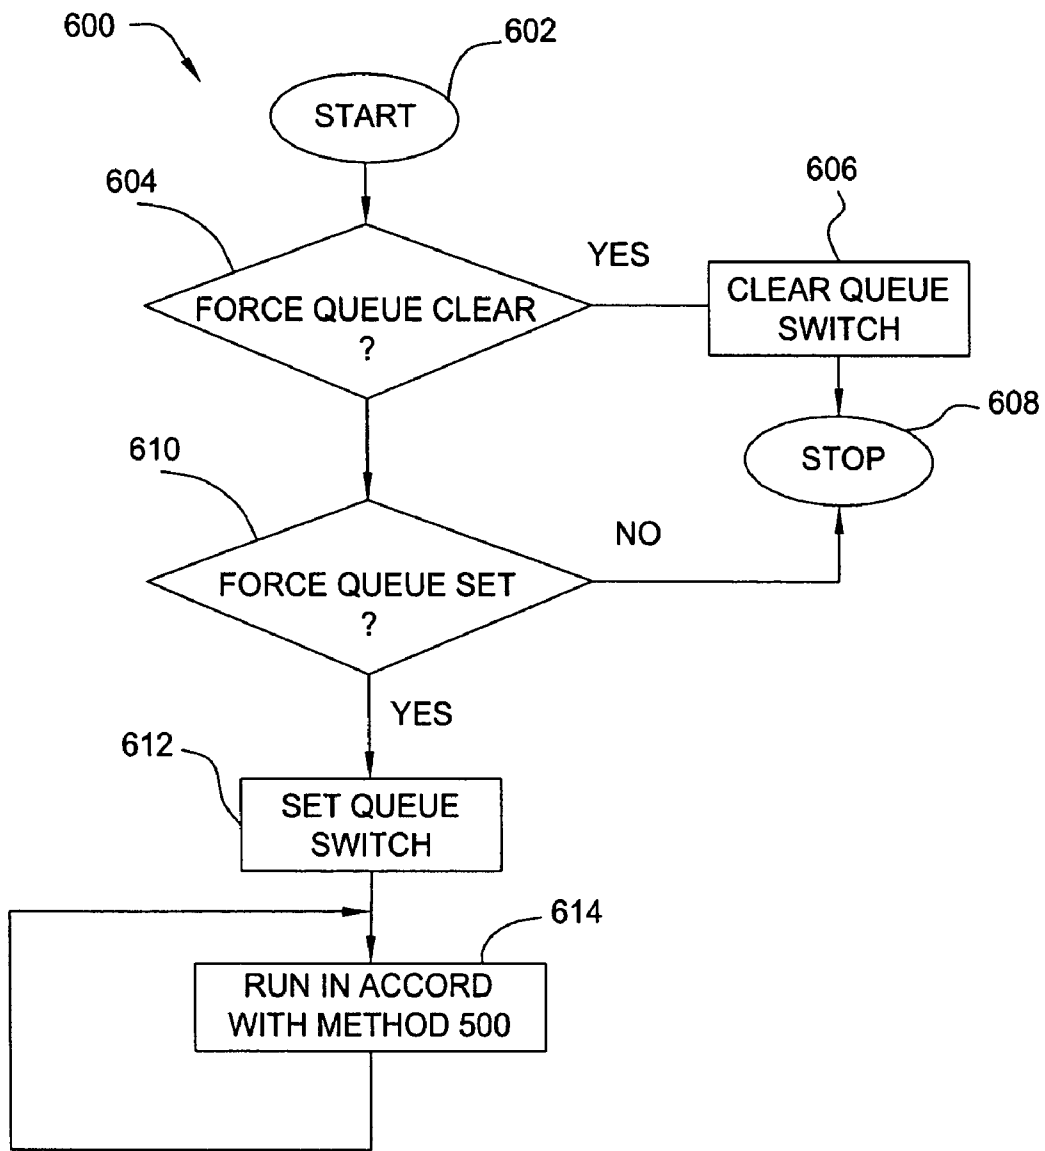 600
602
START
604
606
YES
FORCE QUEUE CLEAR
?
CLEAR QUEUE
SWITCH
608
STOP
610
NO
FORCE QUEUE SET
?
YES
612
SET QUEUE
SWITCH
614
RUN IN ACCORD
WITH METHOD 500